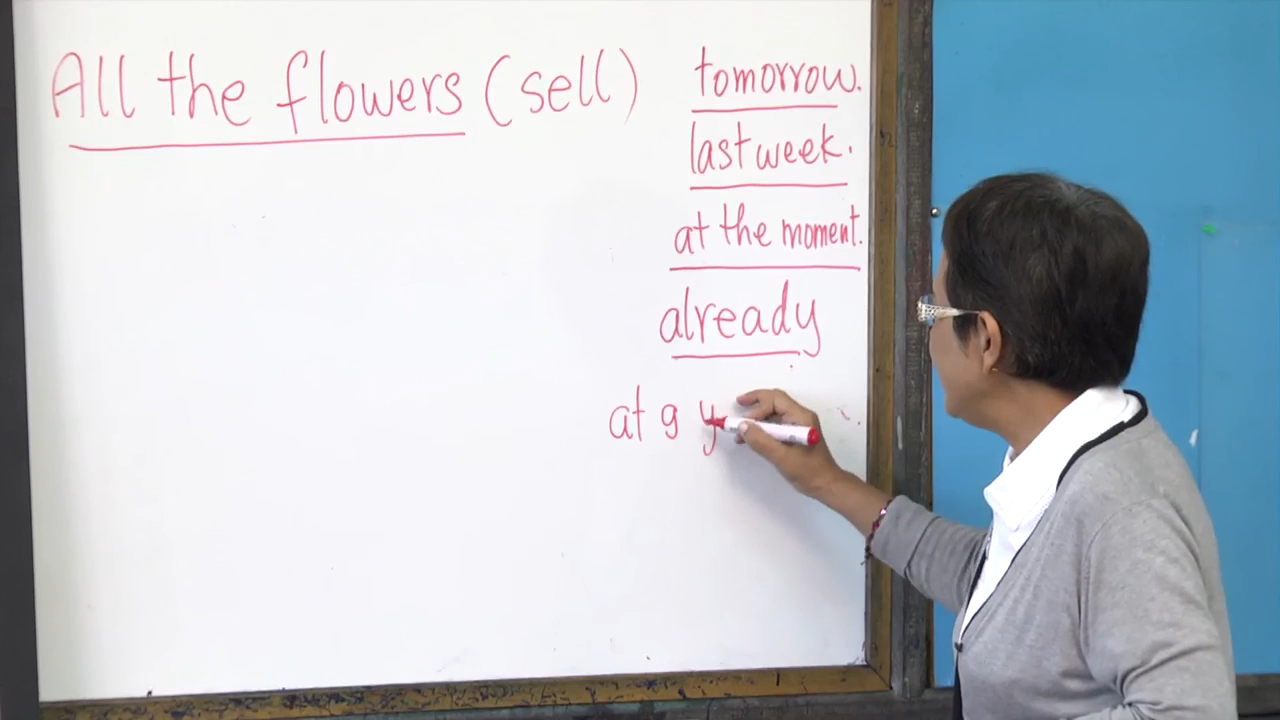 All the flowers (sell)
tomorrow.
last week.
at the moment.
already
at 9 y